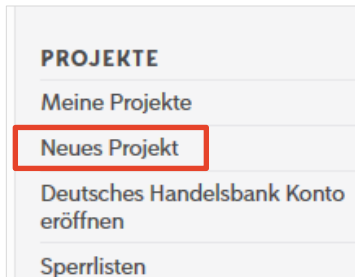 PROJEKTE
Meine Projekte
Neues Projekt
Deutsches Handelsbank Konto
eröffnen
Sperrlisten